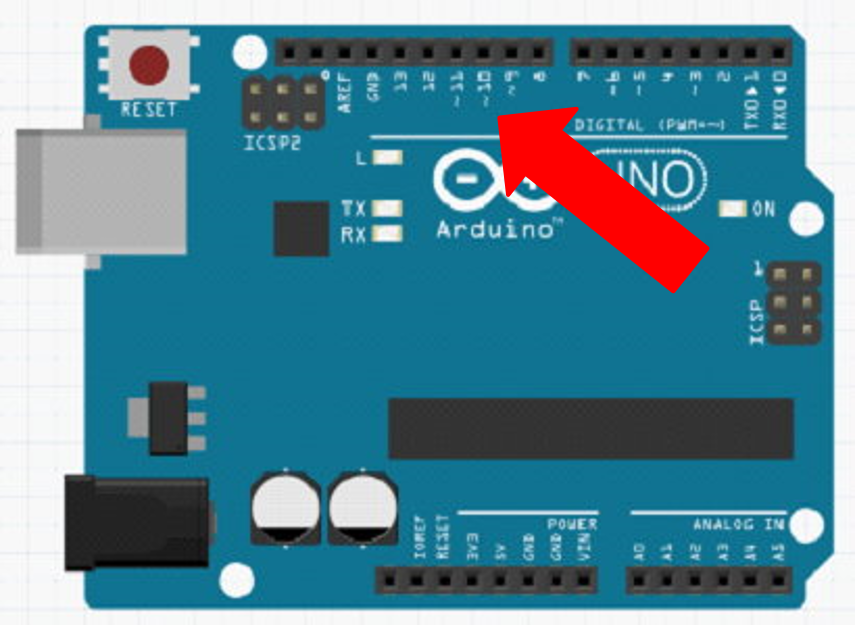 RESET
ICSP2
AREF
GND
13
12
~11
~10
~9
8
7
~6
~5
4
~3
2
TX0▶1
RX0◀0
DIGITAL (PWM=~)
L
TX
RX
UNO
Arduino™
ON
1
ICSP
IOREF
RESET
3V3
5V
GND
GND
VIN
POWER
ANALOG IN
A0
A1
A2
A3
A4
A5